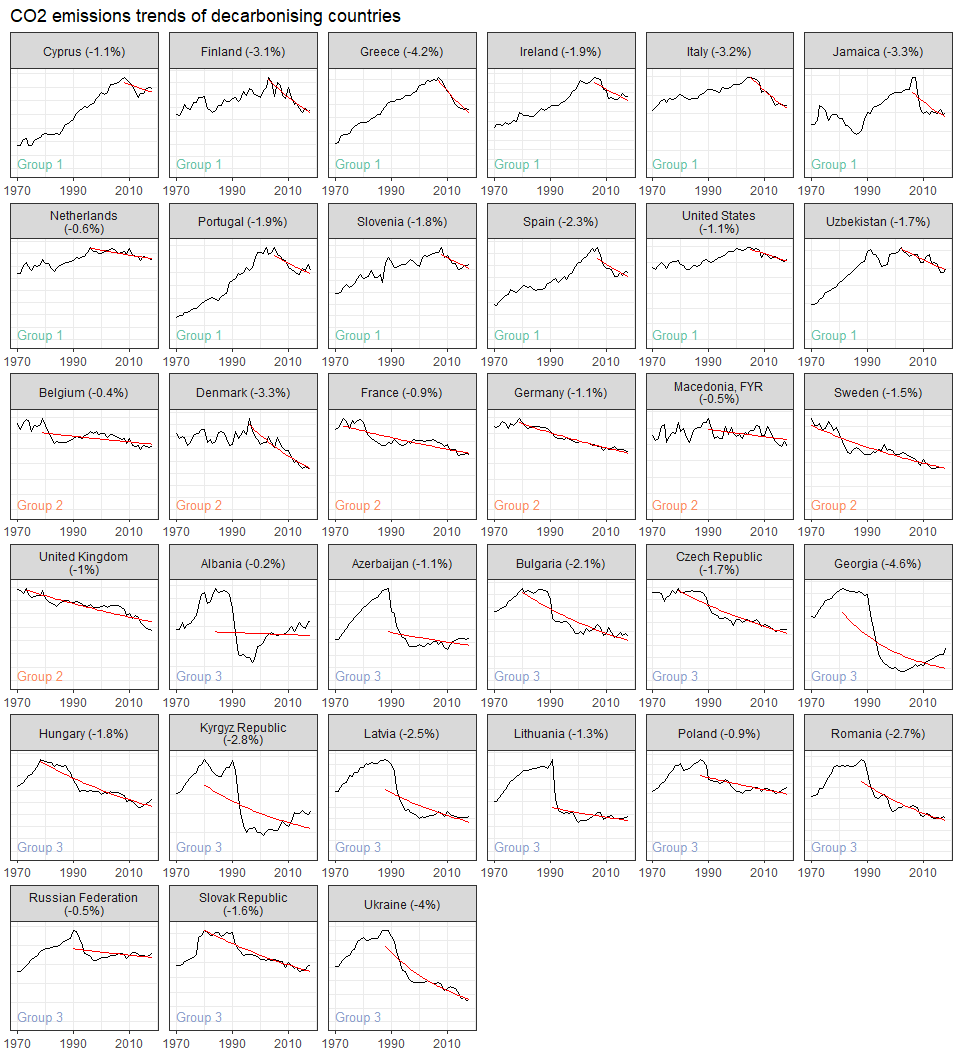 CO2 emissions trends of decarbonising countries
Cyprus (-1.1%)
Finland (-3.1%)
Greece (-4.2%)
Ireland (-1.9%)
Italy (-3.2%)
Jamaica (-3.3%)
Group 1
Group 1
Group 1
Group 1
Group 1
Group 1
1970 1990 2010
1970 1990 2010
1970 1990 2010
1970 1990 2010
1970 1990 2010
1970 1990 2010
Netherlands
(-0.6%)
Portugal (-1.9%)
Slovenia (-1.8%)
Spain (-2.3%)
United States
(-1.1%)
Uzbekistan (-1.7%)
Group 1
Group 1
Group 1
Group 1
Group 1
Group 1
1970 1990 2010
1970 1990 2010
1970 1990 2010
1970 1990 2010
1970 1990 2010
1970 1990 2010
Belgium (-0.4%)
Denmark (-3.3%)
France (-0.9%)
Germany (-1.1%)
Macedonia, FYR
(-0.5%)
Sweden (-1.5%)
Group 2
Group 2
Group 2
Group 2
Group 2
Group 2
1970 1990 2010
1970 1990 2010
1970 1990 2010
1970 1990 2010
1970 1990 2010
1970 1990 2010
United Kingdom
(-1%)
Albania (-0.2%)
Azerbaijan (-1.1%)
Bulgaria (-2.1%)
Czech Republic
(-1.7%)
Georgia (-4.6%)
Group 2
Group 3
Group 3
Group 3
Group 3
Group 3
1970 1990 2010
1970 1990 2010
1970 1990 2010
1970 1990 2010
1970 1990 2010
1970 1990 2010
Hungary (-1.8%)
Kyrgyz Republic
(-2.8%)
Latvia (-2.5%)
Lithuania (-1.3%)
Poland (-0.9%)
Romania (-2.7%)
Group 3
Group 3
Group 3
Group 3
Group 3
Group 3
1970 1990 2010
1970 1990 2010
1970 1990 2010
1970 1990 2010
1970 1990 2010
1970 1990 2010
Russian Federation
(-0.5%)
Slovak Republic
(-1.6%)
Ukraine (-4%)
Group 3
Group 3
Group 3
1970 1990 2010
1970 1990 2010
1970 1990 2010